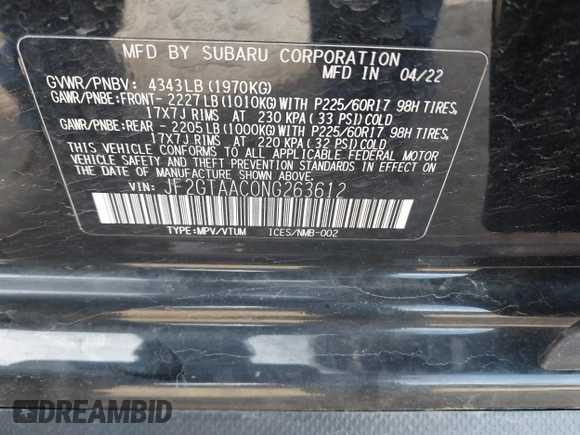 MFD BY SUBARU CORPORATION
MFD IN 04/22
GVWR/PNBV: 4343LB (1970KG)
GAWR/PNBE:FRONT- 2227LB (1010KG) WITH P225/60R17 98H TIRES,
17X7J RIMS AT 230 KPA (33 PSI) COLD
GAWR/PNBE:REAR - 2205LB (1000KG) WITH P225/60R17 98H TIRES,
17X7J RIMS AT 220 KPA (32 PSI) COLD
THIS VEHICLE CONFORMS TO ALL APPLICABLE FEDERAL MOTOR
VEHICLE SAFETY AND THEFT PREVENTION STANDARDS IN EFFECT ON THE
DATE OF MANUFACTURE SHOWN ABOVE.
VIN: JF2GTAAC0NG263612
TYPE:MPV/VTUM ICES/NMB-002
DREAMBID